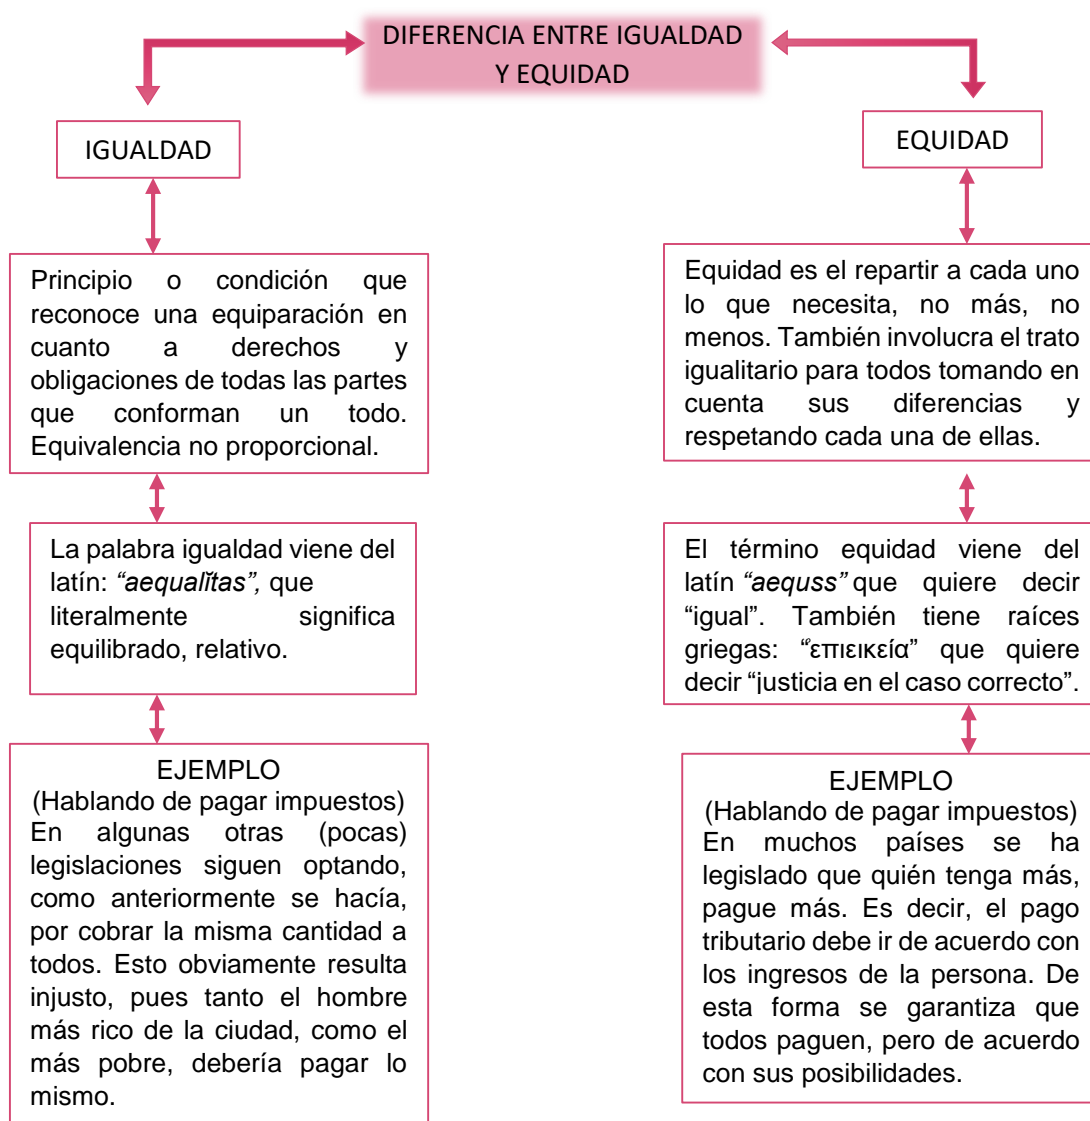 DIFERENCIA ENTRE IGUALDAD
Y EQUIDAD
IGUALDAD
Principio o condición que
reconoce una equiparación en
cuanto a derechos y
obligaciones de todas las partes
que conforman un todo.
Equivalencia no proporcional.
La palabra igualdad viene del
latín: “aequalĭtas”, que
literalmente significa
equilibrado, relativo.
EJEMPLO
(Hablando de pagar impuestos)
En algunas otras (pocas)
legislaciones siguen optando,
como anteriormente se hacía,
por cobrar la misma cantidad a
todos. Esto obviamente resulta
injusto, pues tanto el hombre
más rico de la ciudad, como el
más pobre, debería pagar lo
mismo.
EQUIDAD
Equidad es el repartir a cada uno
lo que necesita, no más, no
menos. También involucra el trato
igualitario para todos tomando en
cuenta sus diferencias y
respetando cada una de ellas.
El término equidad viene del
latín “aequss” que quiere decir
“igual”. También tiene raíces
griegas: “ἐπιεικεία” que quiere
decir “justicia en el caso correcto”.
EJEMPLO
(Hablando de pagar impuestos)
En muchos países se ha
legislado que quién tenga más,
pague más. Es decir, el pago
tributario debe ir de acuerdo con
los ingresos de la persona. De
esta forma se garantiza que
todos paguen, pero de acuerdo
con sus posibilidades.